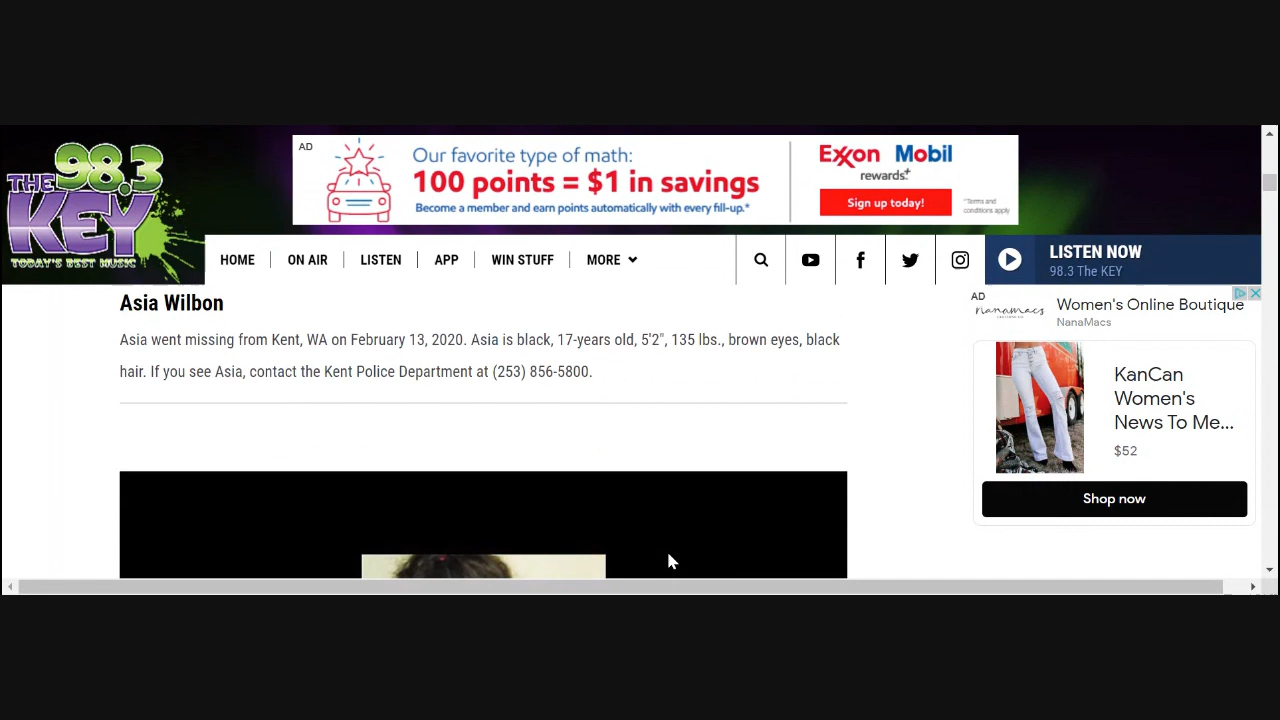 THE 98.3
KEY
TODAY'S BEST MUSIC
AD
Our favorite type of math:
100 points = $1 in savings
Become a member and earn points automatically with every fill-up.*
Exxon Mobil
rewards+
Sign up today!
*Terms and
conditions apply
HOME
ON AIR
LISTEN
APP
WIN STUFF
MORE
LISTEN NOW
98.3 The KEY
Asia Wilbon
Asia went missing from Kent, WA on February 13, 2020. Asia is black, 17-years old, 5'2", 135 lbs., brown eyes, black
hair. If you see Asia, contact the Kent Police Department at (253) 856-5800.
AD
nanamacs
Women's Online Boutique
NanaMacs
KanCan
Women's
News To Me...
$52
Shop now